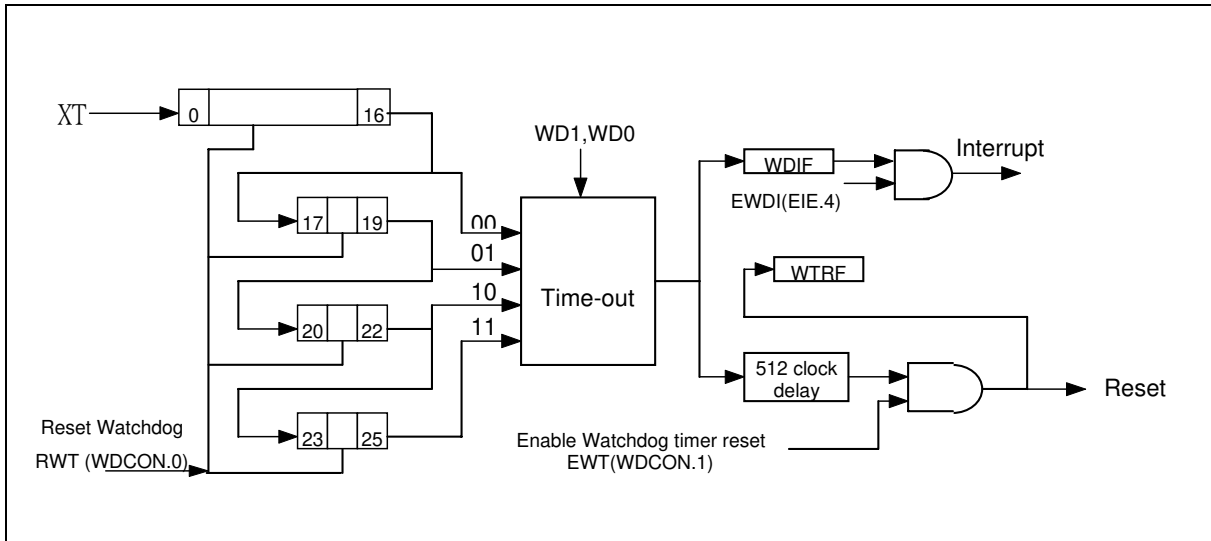 XT
0
16
17
19
20
22
23
25
Reset Watchdog
RWT (WDCON.0)
WD1,WD0
00
01
10
11
Time-out
WDIF
EWDI(EIE.4)
Interrupt
WTRF
512 clock
delay
Enable Watchdog timer reset
EWT(WDCON.1)
Reset